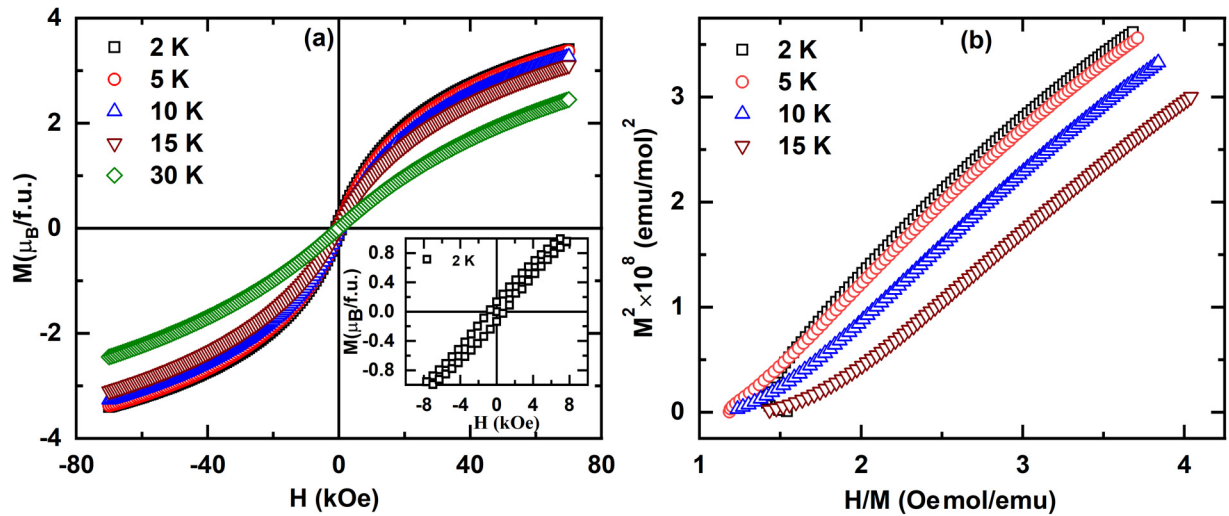 (a)
2 K
5 K
10 K
15 K
30 K
M(μB/f.u.)
4
2
0
-2
-4
-80
-40
0
40
80
H (kOe)
2 K
M(μB/f.u.)
0.8
0.4
0.0
-0.4
-0.8
-8
-4
0
4
8
H (kOe)
(b)
2 K
5 K
10 K
15 K
M²×10⁸ (emu/mol)²
3
2
1
0
1
2
3
4
H/M (Oe mol/emu)